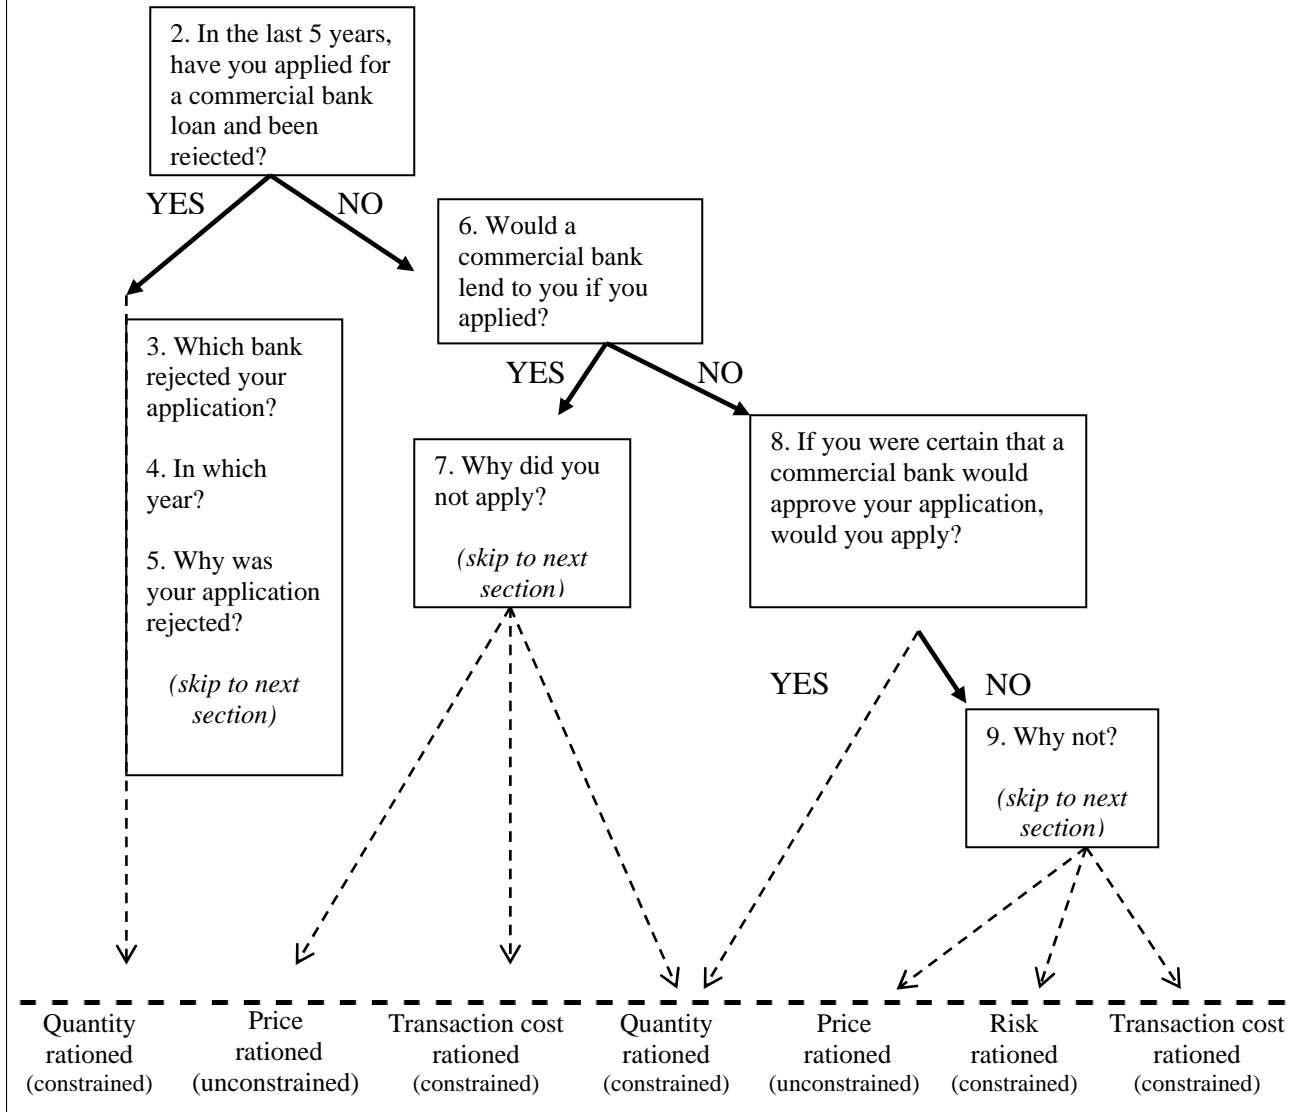 2. In the last 5 years,
have you applied for
a commercial bank
loan and been
rejected?
YES
NO
6. Would a
commercial bank
lend to you if you
applied?
YES
NO
3. Which bank
rejected your
application?
4. In which
year?
5. Why was
your application
rejected?
(skip to next
section)
7. Why did you
not apply?
(skip to next
section)
8. If you were certain that a
commercial bank would
approve your application,
would you apply?
YES
NO
9. Why not?
(skip to next
section)
Quantity
rationed
(constrained)
Price
rationed
(unconstrained)
Transaction cost
rationed
(constrained)
Quantity
rationed
(constrained)
Price
rationed
(unconstrained)
Risk
rationed
(constrained)
Transaction cost
rationed
(constrained)